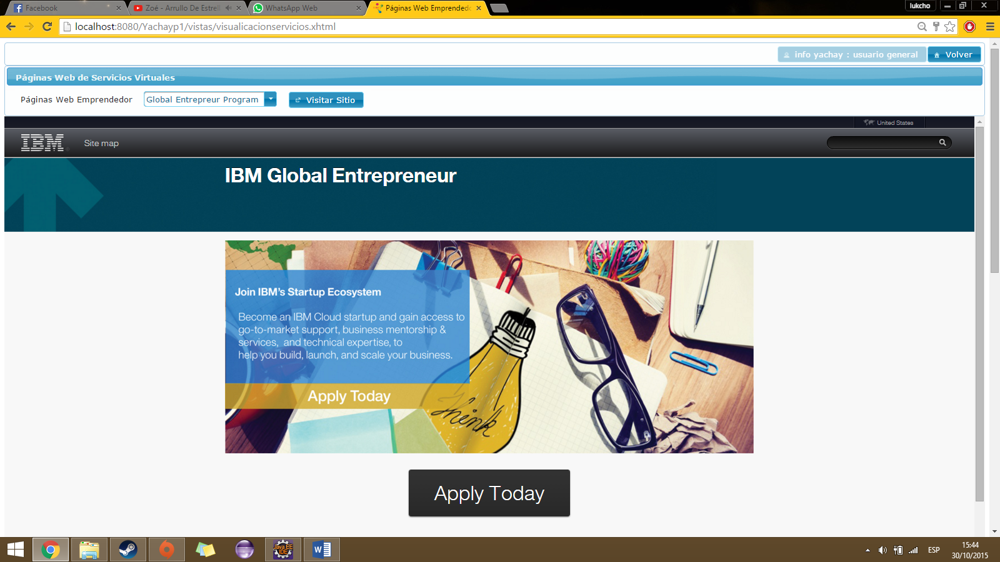 Facebook
Zoé - Arrullo De Estrell
WhatsApp Web
Páginas Web Emprendedo
lukcho
localhost:8080/Yachayp1/vistas/visualicacionservicios.xhtml
info yachay : usuario general
Volver
Páginas Web de Servicios Virtuales
Páginas Web Emprendedor
Global Entrepreur Program
Visitar Sitio
United States
IBM
Site map
IBM Global Entrepreneur
Join IBM's Startup Ecosystem
Become an IBM Cloud startup and gain access to
go-to-market support, business mentorship &
services, and technical expertise, to
help you build, launch, and scale your business.
Apply Today
Think
Apply Today
Java EE
IDE
W
ESP
15:44
30/10/2015